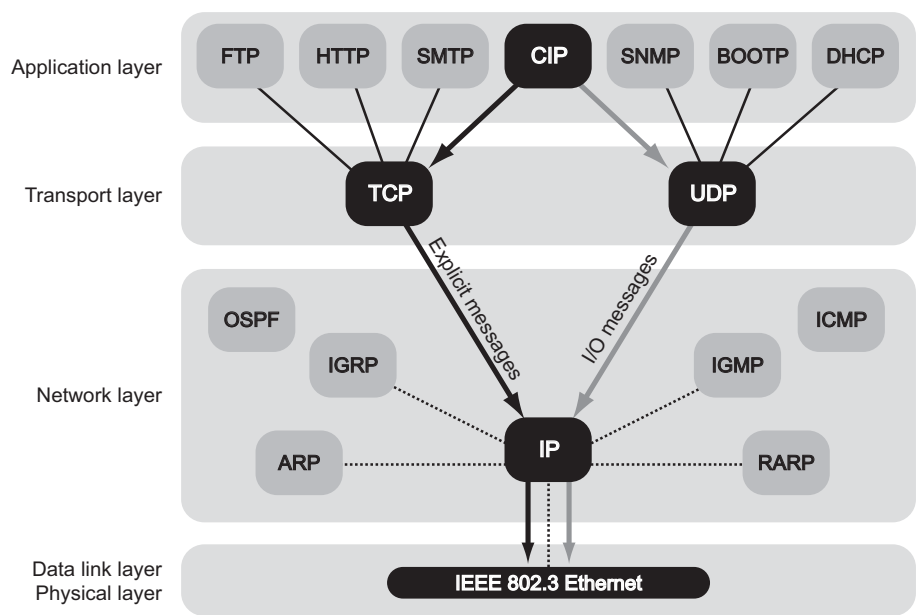 Application layer
FTP
HTTP
SMTP
CIP
SNMP
BOOTP
DHCP
Transport layer
TCP
UDP
Explicit messages
I/O messages
Network layer
OSPF
ICMP
IGRP
IGMP
ARP
IP
RARP
Data link layer
Physical layer
IEEE 802.3 Ethernet